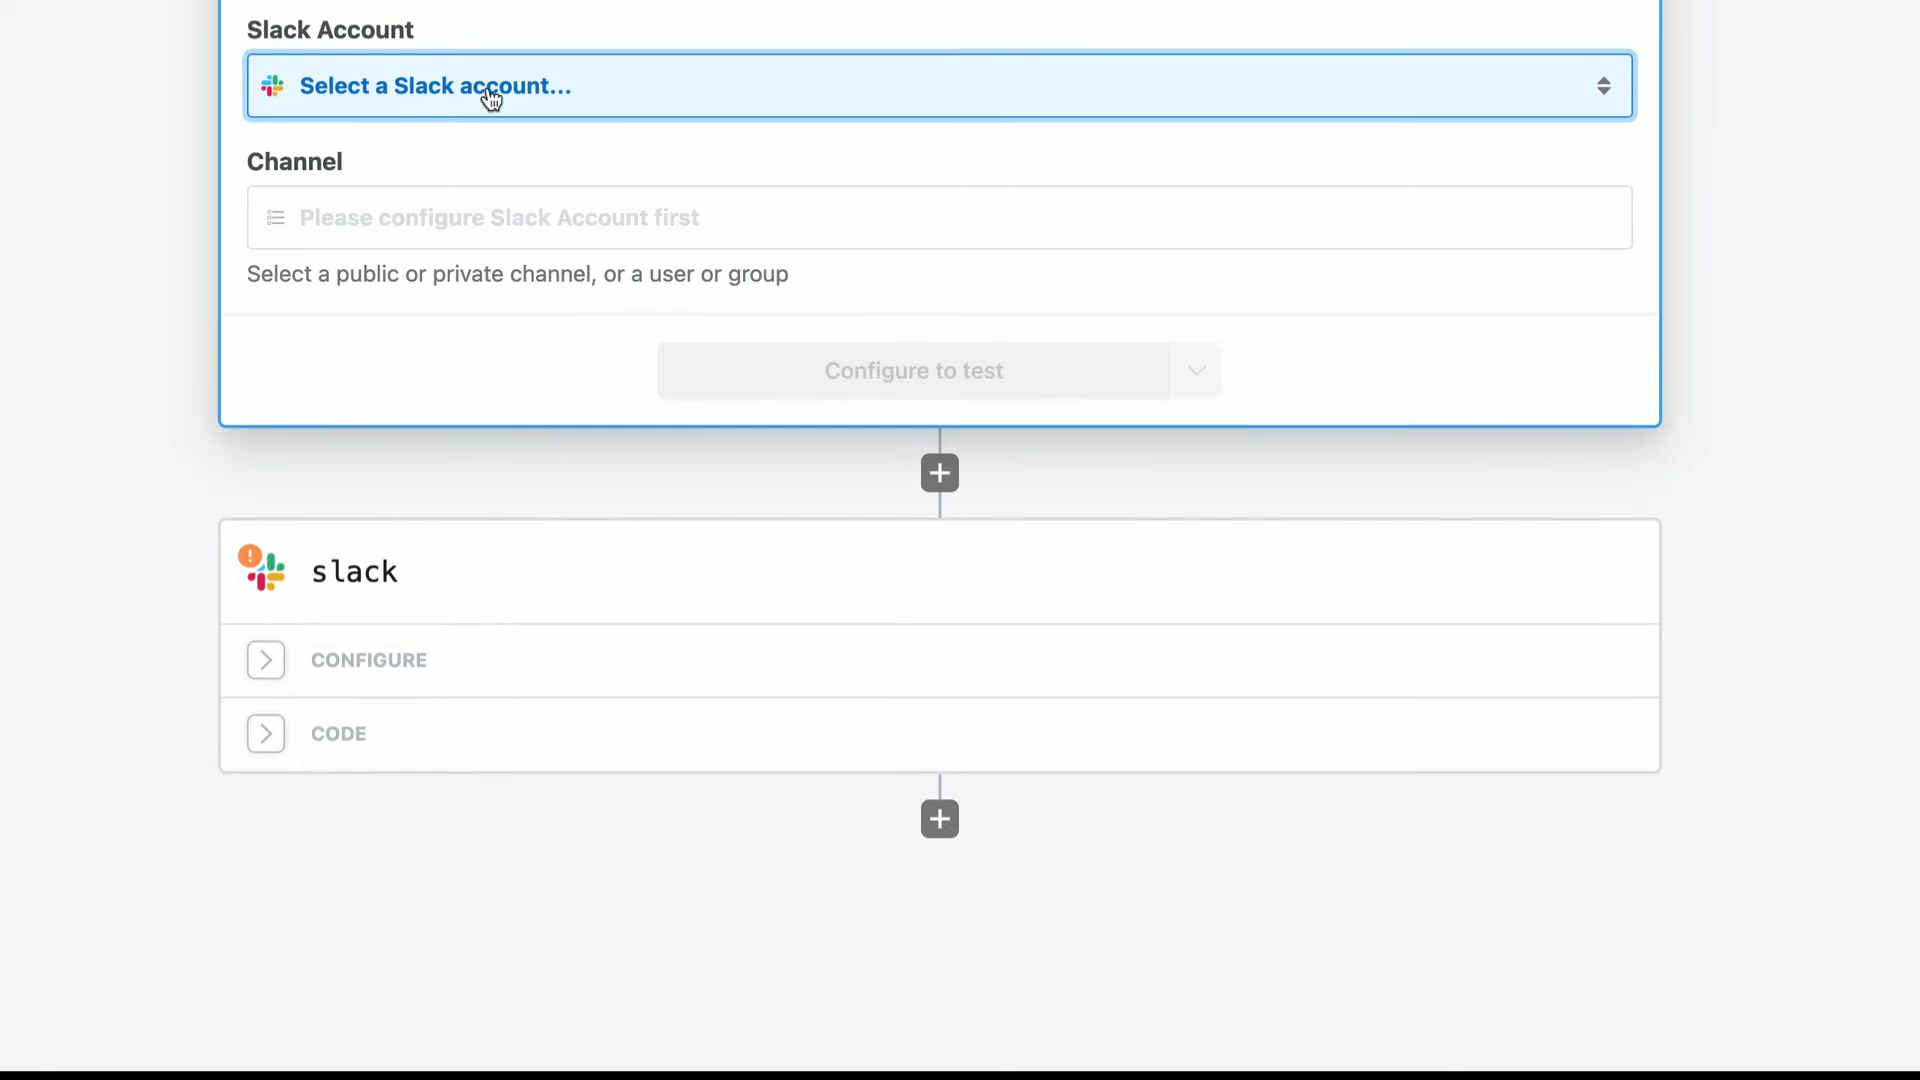 Slack Account
Select a Slack account...
Channel
Please configure Slack Account first
Select a public or private channel, or a user or group
Configure to test
slack
CONFIGURE
CODE